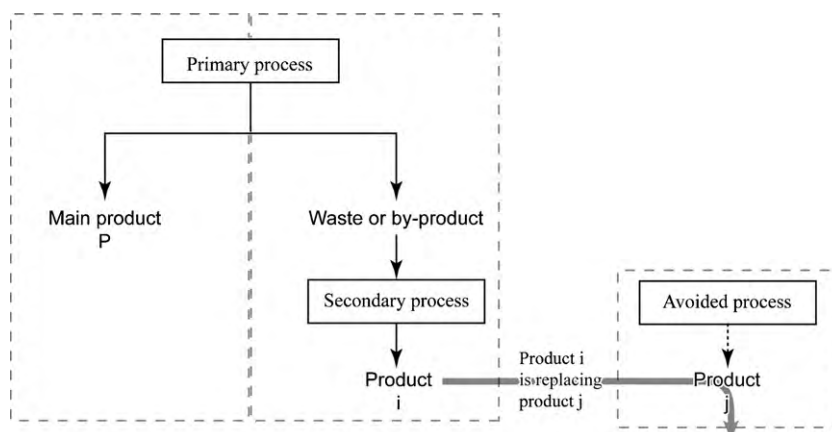 Primary process
Main product
P
Waste or by-product
Secondary process
Product
i
Product i
is replacing
product j
Avoided process
Product
j